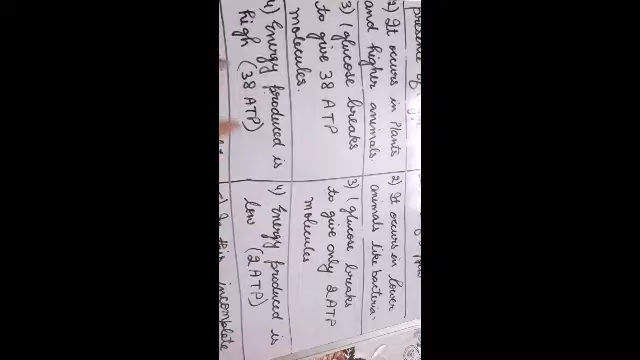 presence of
2) It occurs in Plants
and higher animals.
3) 1 glucose breaks
to give 38 ATP
molecules.
4) Energy produced is
high (38 ATP)
2) It occurs on lower
animals like bacteria.
3) 1 glucose breaks
to give only 2 ATP
molecules
4) Energy produced is
low (2 ATP)
incomplete